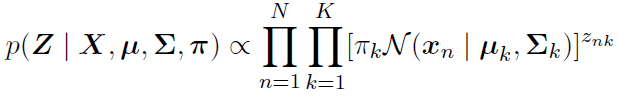 p(Z | X, μ, Σ, π) ∝ ∏_{n=1}^{N} ∏_{k=1}^{K} [π_k 𝒩(x_n | μ_k, Σ_k)]^{z_{nk}}